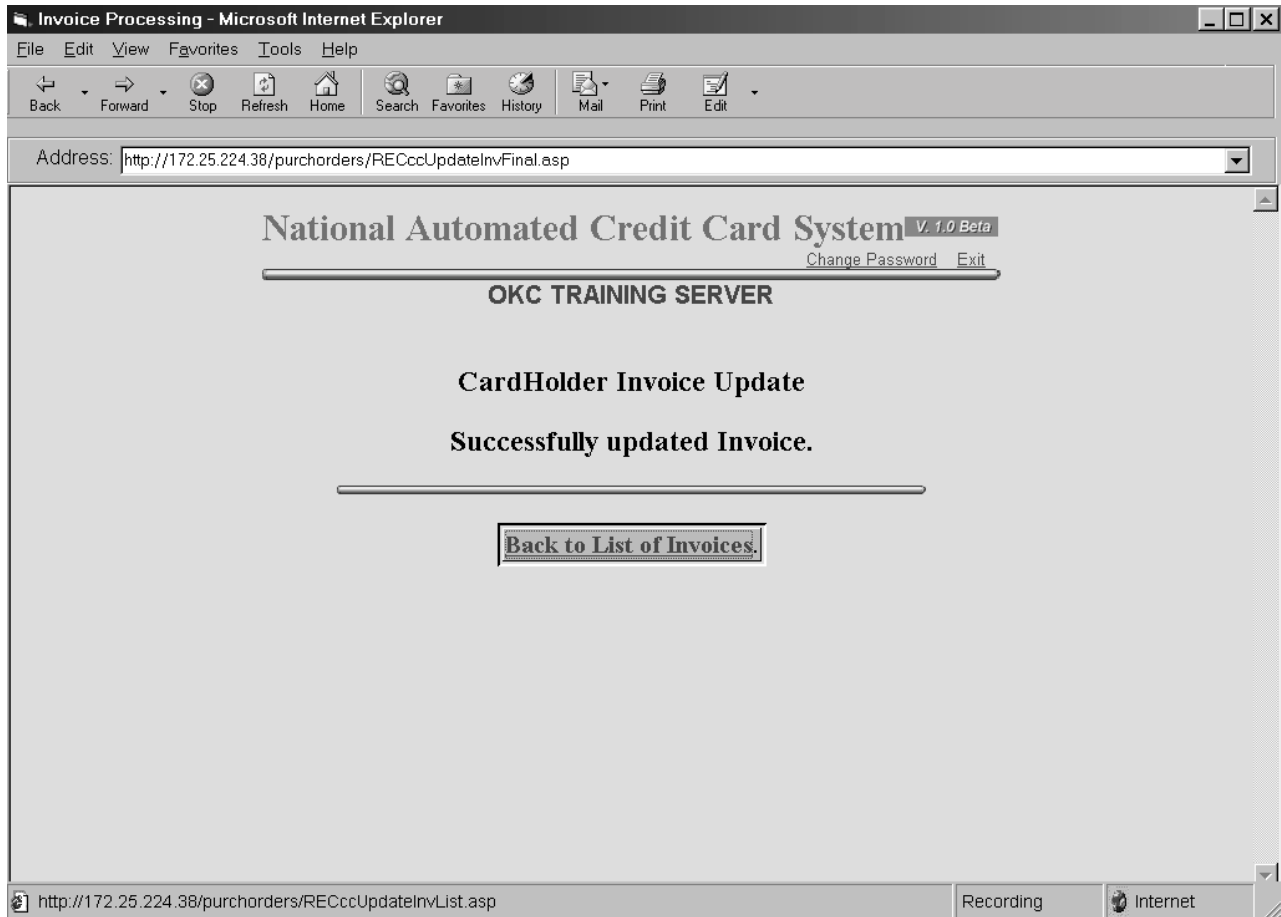 Invoice Processing - Microsoft Internet Explorer
File Edit View Favorites Tools Help
Back Forward Stop Refresh Home Search Favorites History Mail Print Edit
Address: http://172.25.224.38/purchorders/RECccUpdateInvFinal.asp
National Automated Credit Card System V. 1.0 Beta
Change Password Exit
OKC TRAINING SERVER
CardHolder Invoice Update
Successfully updated Invoice.
Back to List of Invoices.
http://172.25.224.38/purchorders/RECccUpdateInvList.asp Recording Internet